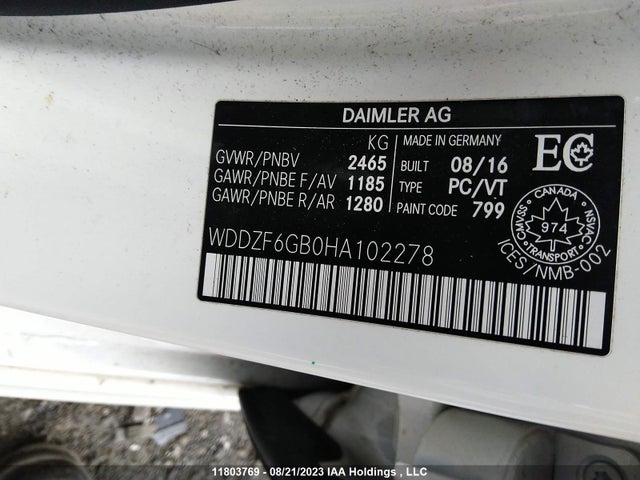 DAIMLER AG
KG
GVWR/PNBV 2465
GAWR/PNBE F/AV 1185
GAWR/PNBE R/AR 1280
MADE IN GERMANY
BUILT 08/16
TYPE PC/VT
PAINT CODE 799
EC
CANADA
CMVSS
NSVAC
974
TRANSPORT
ICES/NMB-002
WDDZF6GB0HA102278
11803769 - 08/21/2023 IAA Holdings , LLC